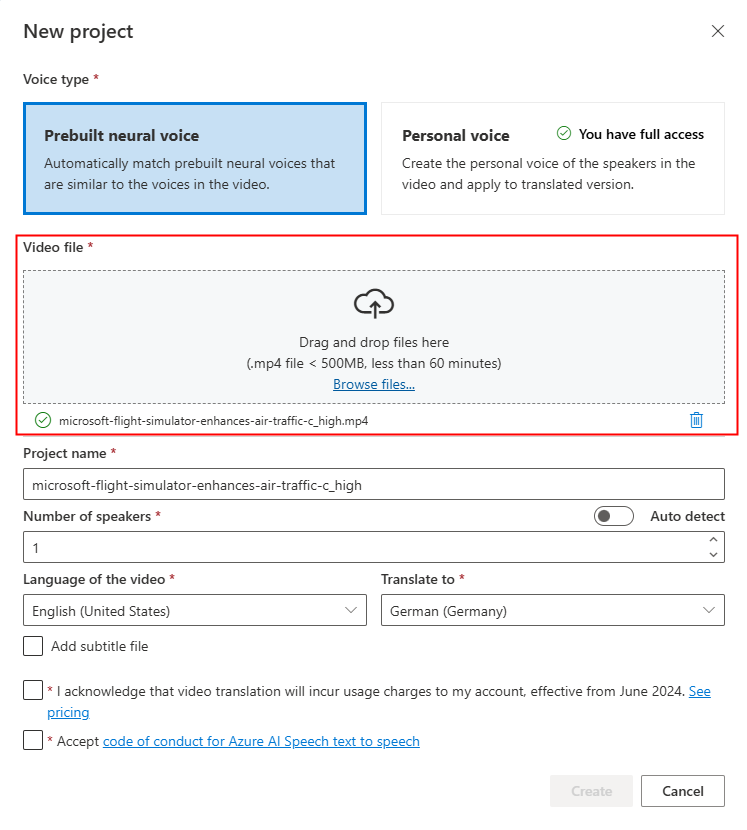 New project
Voice type *
Prebuilt neural voice
Automatically match prebuilt neural voices that
are similar to the voices in the video.
Personal voice
You have full access
Create the personal voice of the speakers in the
video and apply to translated version.
Video file *
Drag and drop files here
(.mp4 file < 500MB, less than 60 minutes)
Browse files...
microsoft-flight-simulator-enhances-air-traffic-c_high.mp4
Project name *
microsoft-flight-simulator-enhances-air-traffic-c_high
Number of speakers *
Auto detect
1
Language of the video *
Translate to *
English (United States)
German (Germany)
Add subtitle file
* I acknowledge that video translation will incur usage charges to my account, effective from June 2024. See
pricing
* Accept code of conduct for Azure AI Speech text to speech
Create
Cancel